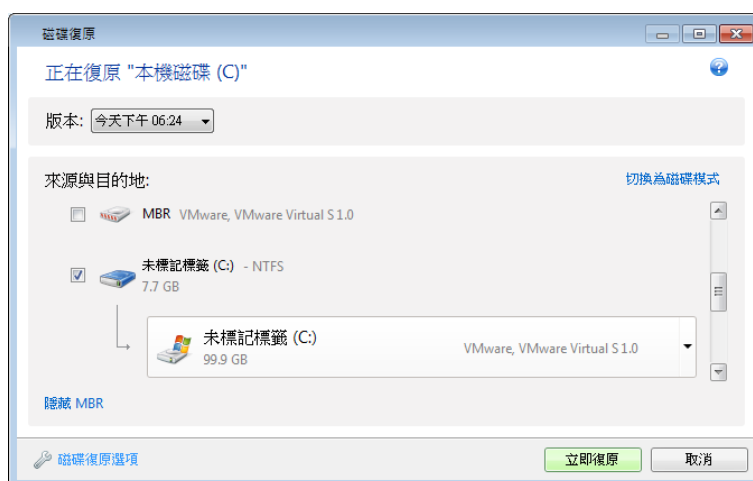 磁碟復原
正在復原 "本機磁碟 (C)"
版本: 今天下午 06:24
來源與目的地:
切換為磁碟模式
MBR VMware, VMware Virtual S 1.0
未標記標籤 (C:) - NTFS
7.7 GB
未標記標籤 (C:)
99.9 GB
VMware, VMware Virtual S 1.0
隱藏 MBR
磁碟復原選項
立即復原
取消